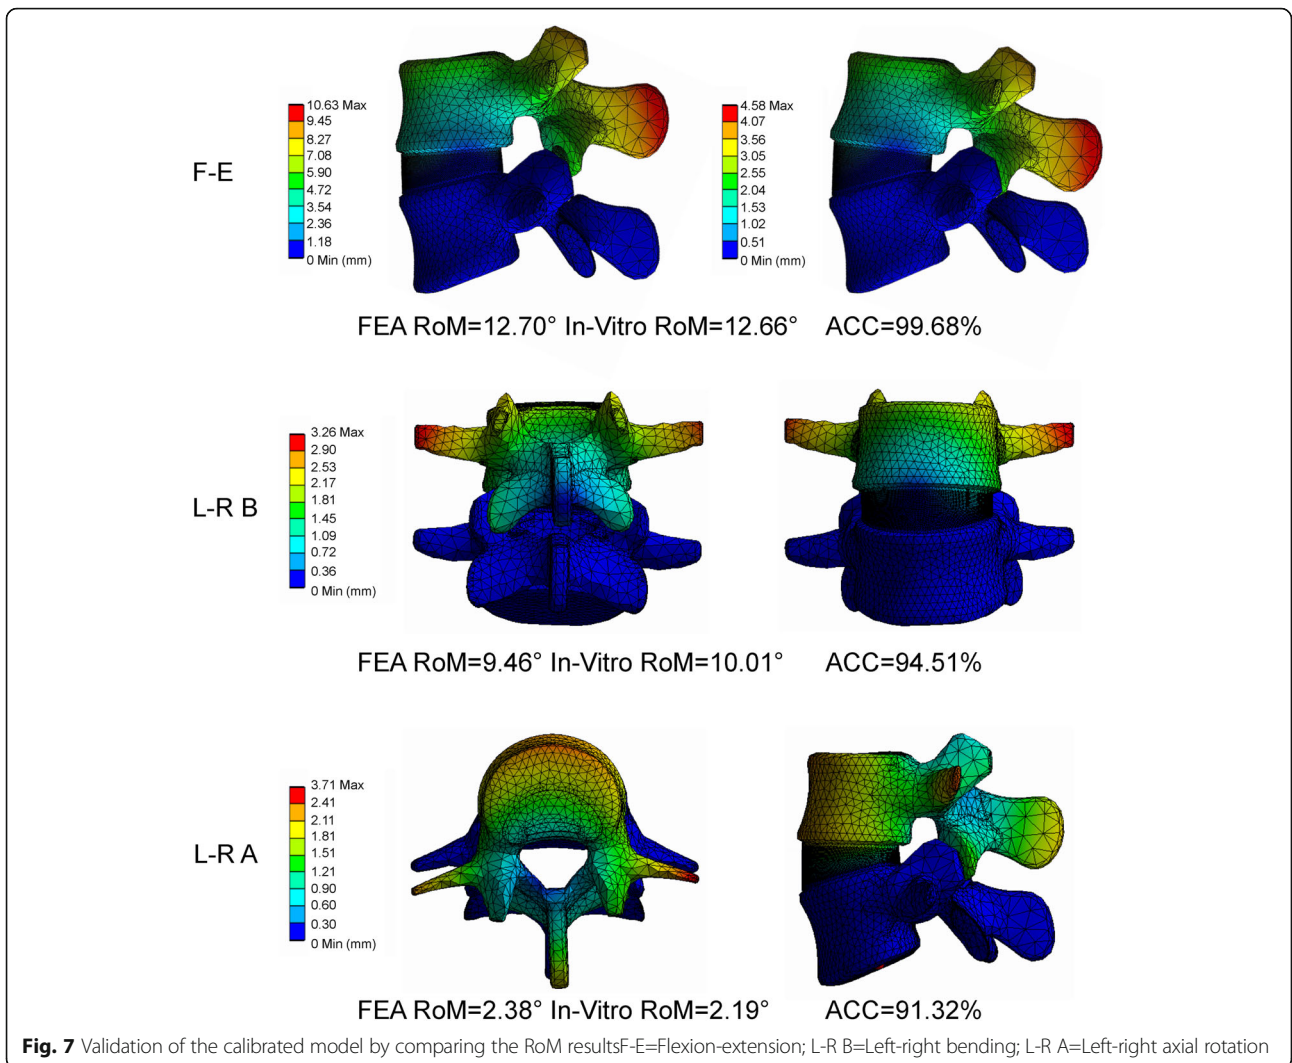 F-E
10.63 Max
9.45
8.27
7.08
5.90
4.72
3.54
2.36
1.18
0 Min (mm)
4.58 Max
4.07
3.56
3.05
2.55
2.04
1.53
1.02
0.51
0 Min (mm)
FEA RoM=12.70° In-Vitro RoM=12.66° ACC=99.68%
L-R B
3.26 Max
2.90
2.53
2.17
1.81
1.45
1.09
0.72
0.36
0 Min (mm)
FEA RoM=9.46° In-Vitro RoM=10.01° ACC=94.51%
L-R A
3.71 Max
2.41
2.11
1.81
1.51
1.21
0.90
0.60
0.30
0 Min (mm)
FEA RoM=2.38° In-Vitro RoM=2.19° ACC=91.32%
Fig. 7 Validation of the calibrated model by comparing the RoM resultsF-E=Flexion-extension; L-R B=Left-right bending; L-R A=Left-right axial rotation